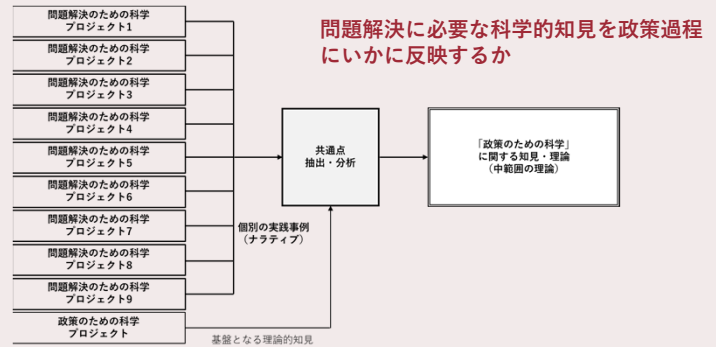 問題解決に必要な科学的知見を政策過程
にいかに反映するか
問題解決のための科学
プロジェクト1
問題解決のための科学
プロジェクト2
問題解決のための科学
プロジェクト3
問題解決のための科学
プロジェクト4
問題解決のための科学
プロジェクト5
問題解決のための科学
プロジェクト6
問題解決のための科学
プロジェクト7
問題解決のための科学
プロジェクト8
問題解決のための科学
プロジェクト9
政策のための科学
プロジェクト
個別の実践事例
（ナラティブ）
基盤となる理論的知見
共通点
抽出・分析
「政策のための科学」
に関する知見・理論
（中範囲の理論）